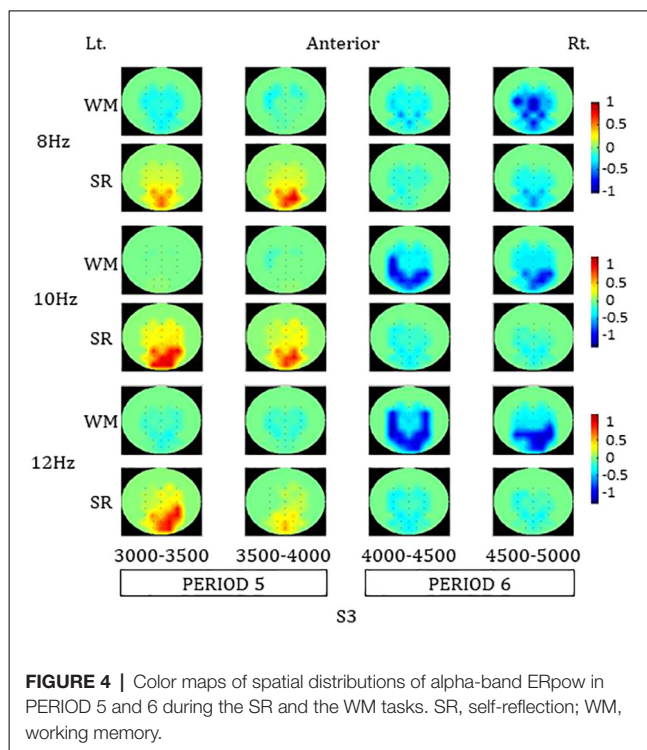 Lt. Anterior Rt.
WM
1
0.5
8Hz
0
SR
-0.5
-1
WM
1
0.5
10Hz
0
SR
-0.5
-1
WM
1
0.5
12Hz
0
SR
-0.5
-1
3000-3500 3500-4000 4000-4500 4500-5000
PERIOD 5 PERIOD 6
S3
FIGURE 4 | Color maps of spatial distributions of alpha-band ERpow in
PERIOD 5 and 6 during the SR and the WM tasks. SR, self-reflection; WM,
working memory.